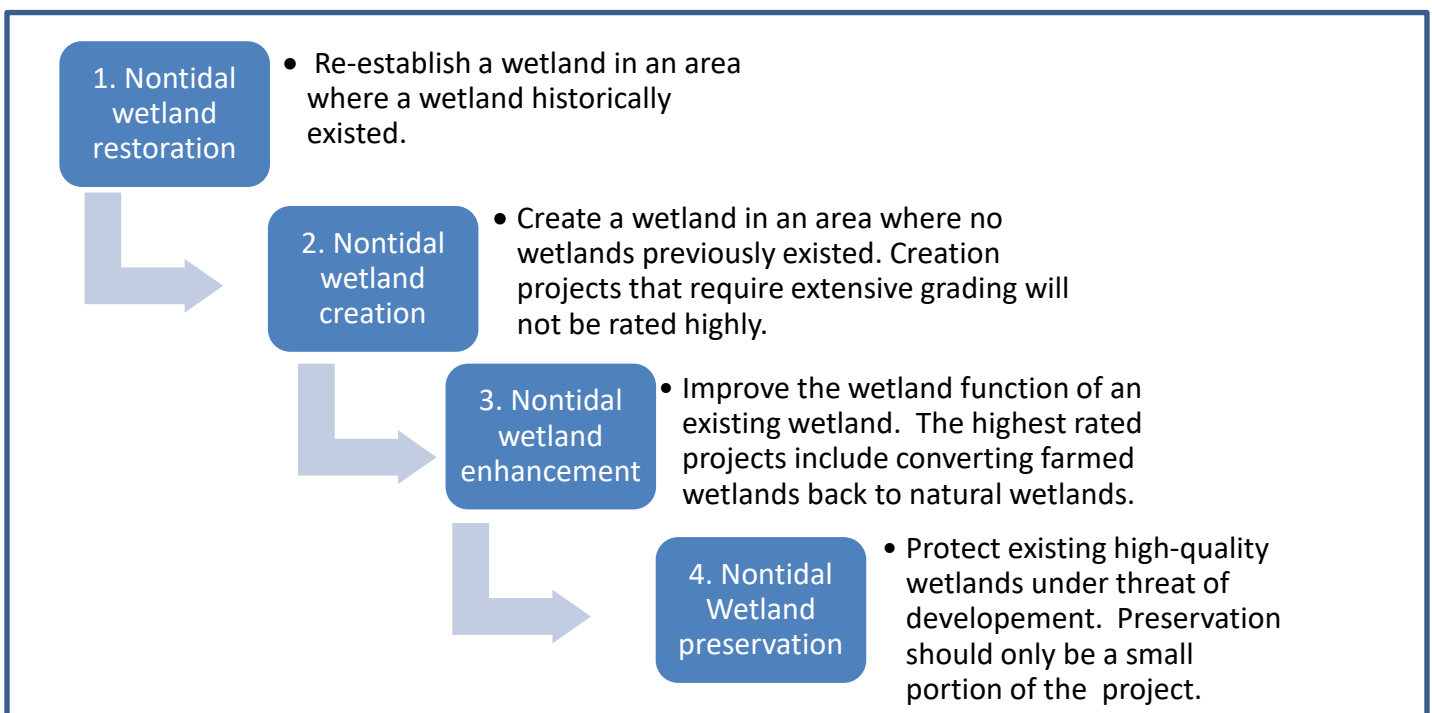 1. Nontidal
wetland
restoration
• Re-establish a wetland in an area
where a wetland historically
existed.
2. Nontidal
wetland
creation
• Create a wetland in an area where no
wetlands previously existed. Creation
projects that require extensive grading will
not be rated highly.
3. Nontidal
wetland
enhancement
• Improve the wetland function of an
existing wetland.  The highest rated
projects include converting farmed
wetlands back to natural wetlands.
4. Nontidal
Wetland
preservation
• Protect existing high-quality
wetlands under threat of
developement.  Preservation
should only be a small
portion of the  project.